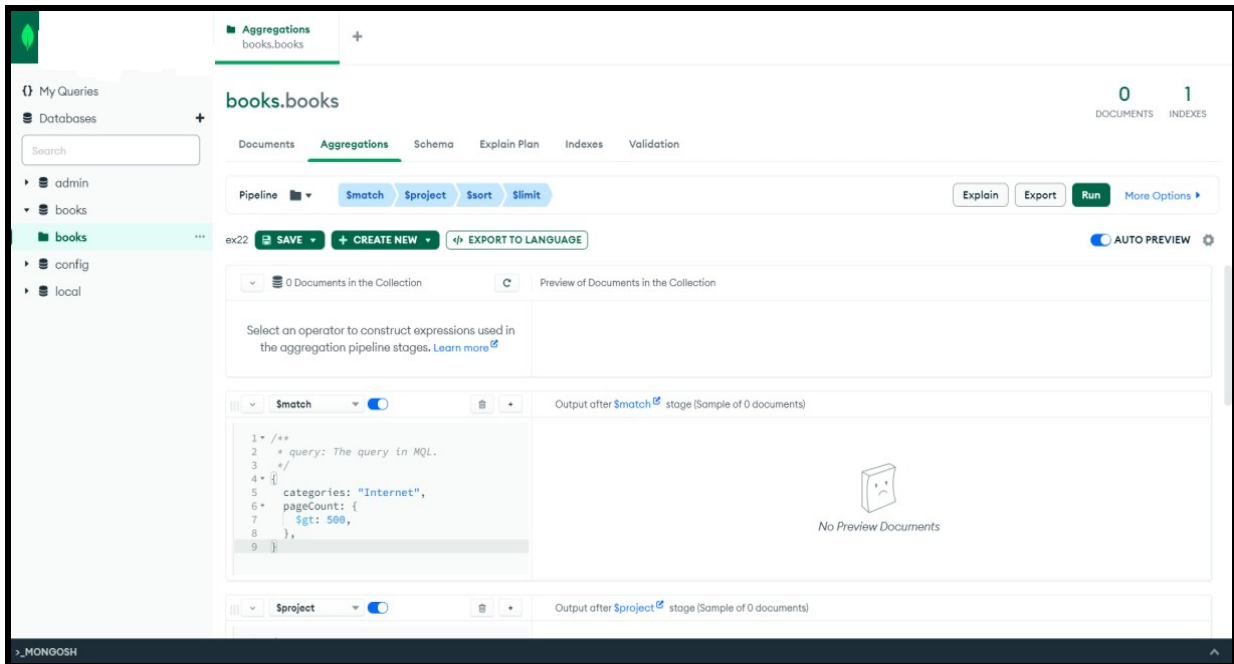 Aggregations
books.books
+
{} My Queries
Databases +
Search
admin
books
books ...
config
local
books.books
0 1
DOCUMENTS INDEXES
Documents Aggregations Schema Explain Plan Indexes Validation
Pipeline $match $project $sort $limit Explain Export Run More Options
ex22 SAVE + CREATE NEW </> EXPORT TO LANGUAGE AUTO PREVIEW
0 Documents in the Collection Preview of Documents in the Collection
Select an operator to construct expressions used in
the aggregation pipeline stages. Learn more
$match + Output after $match stage (Sample of 0 documents)
1 /**
2 * query: The query in MQL.
3 */
4 {
5 categories: "Internet",
6 pageCount: {
7 $gt: 500,
8 },
9 }
No Preview Documents
$project + Output after $project stage (Sample of 0 documents)
>_MONGOSH